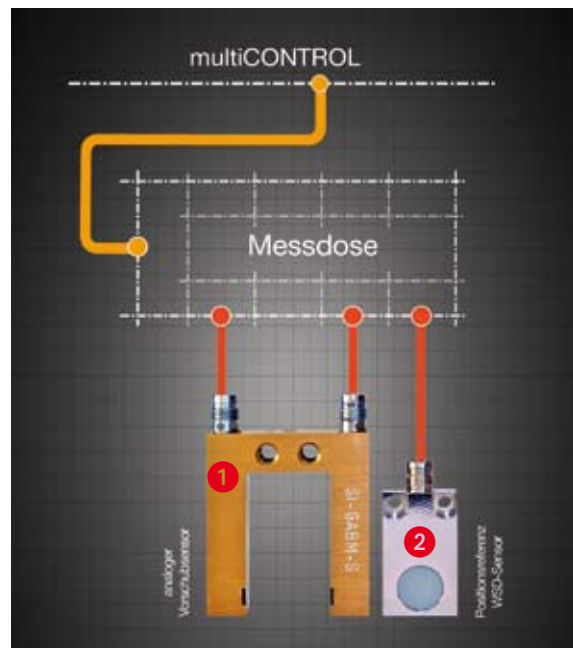 multiCONTROL
Messdose
1
SI-GABM-S
2
analoger
Vorschubsensor
Positionsreferenz
WSD-Sensor